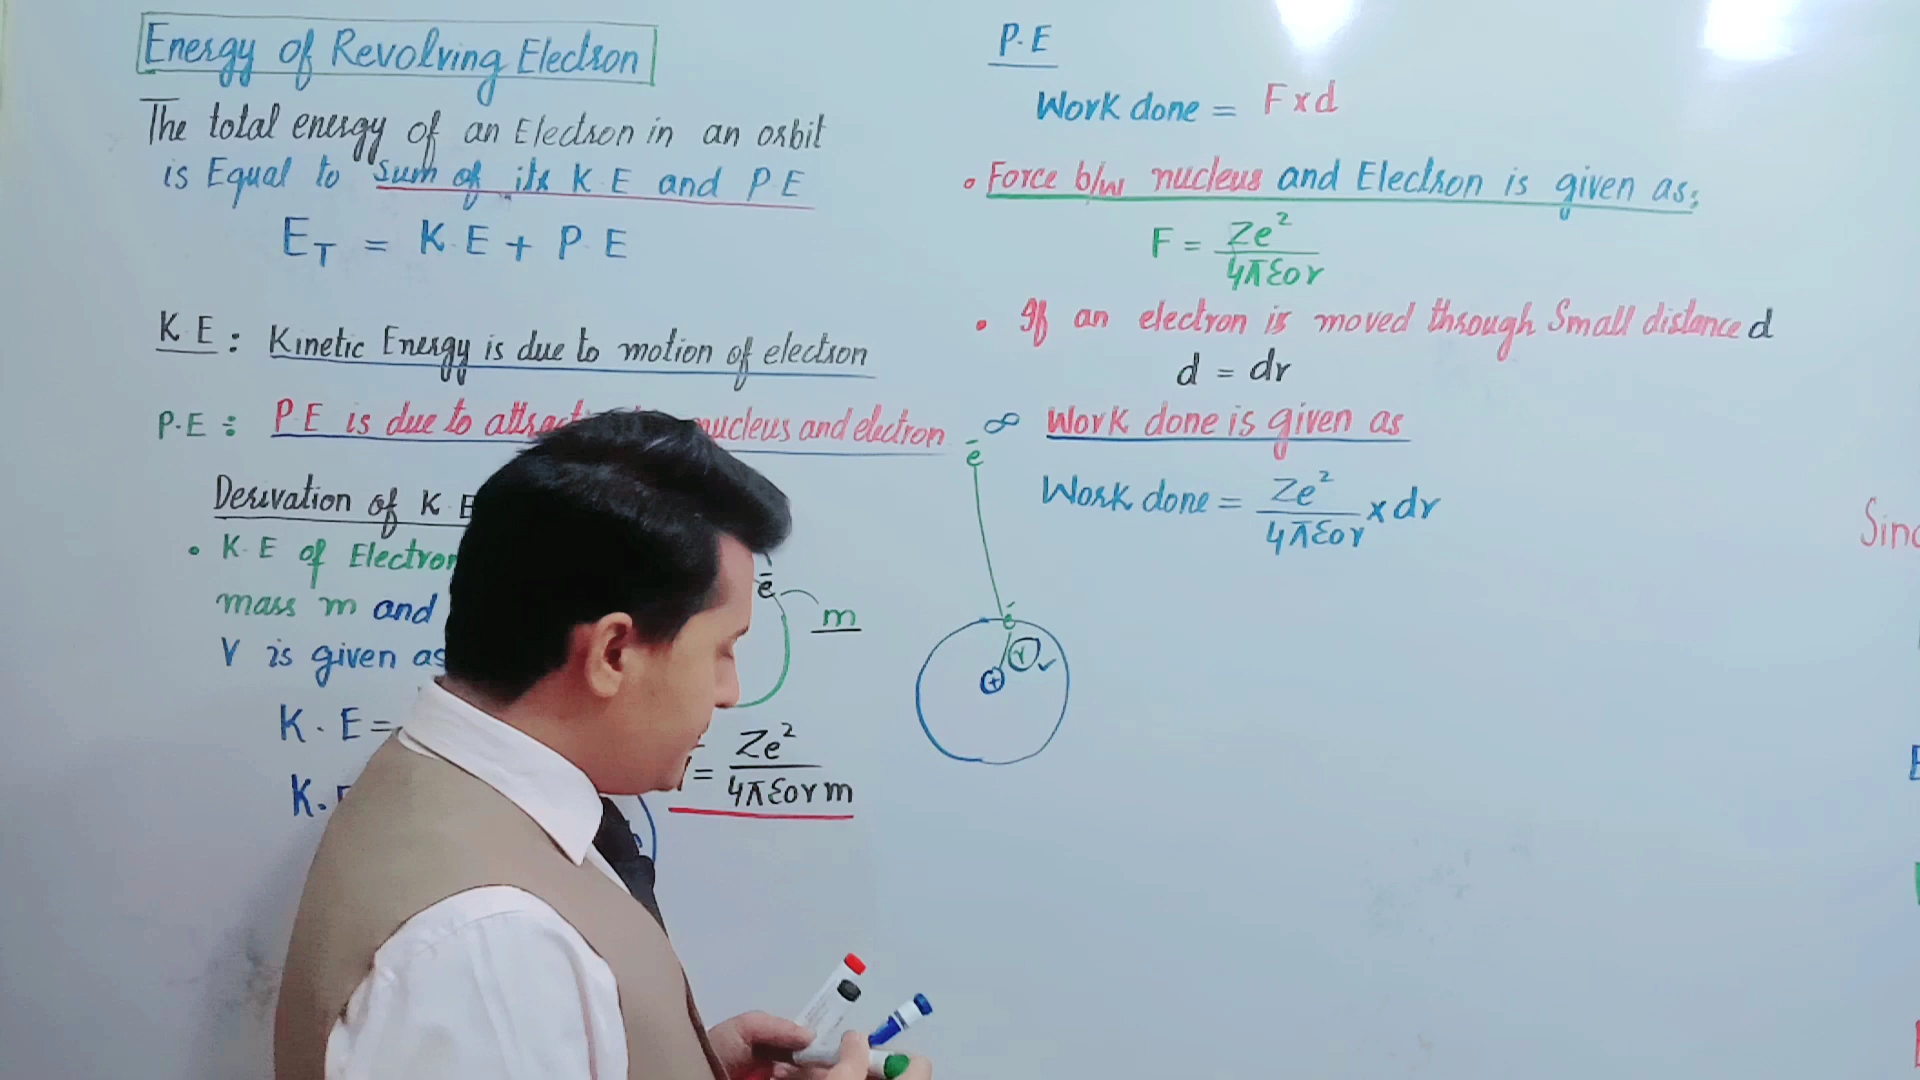 Energy of Revolving Electron
The total energy of an Electron in an orbit
is Equal to sum of its K.E and P E
E_T = K.E + P.E
K.E : Kinetic Energy is due to motion of electron
P.E : P.E is due to nucleus and electron
Derivation of K.E
• K.E of Electron
mass m and
V is given as
K.E =
K.
ē
m
= Ze² / 4πε0rm
P.E
Work done = F x d
• Force b/w nucleus and Electron is given as:
F = Ze² / 4πε0r
• If an electron is moved through small distance d
d = dr
∞ Work done is given as
ē
Work done = Ze² / 4πε0r x dr
ē
r
+
Sinc